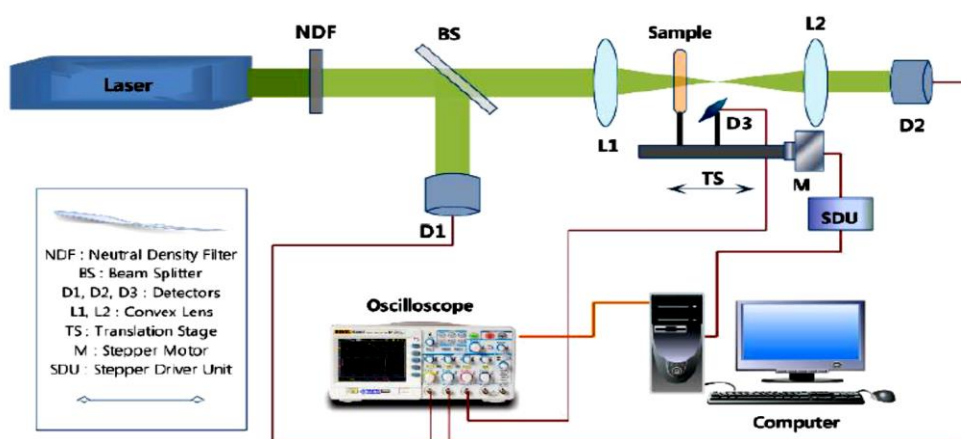 NDF
BS
Sample
L2
Laser
L1
D3
D2
TS
M
D1
SDU
NDF : Neutral Density Filter
BS : Beam Splitter
D1, D2, D3 : Detectors
L1, L2 : Convex Lens
TS : Translation Stage
M : Stepper Motor
SDU : Stepper Driver Unit
Oscilloscope
Computer